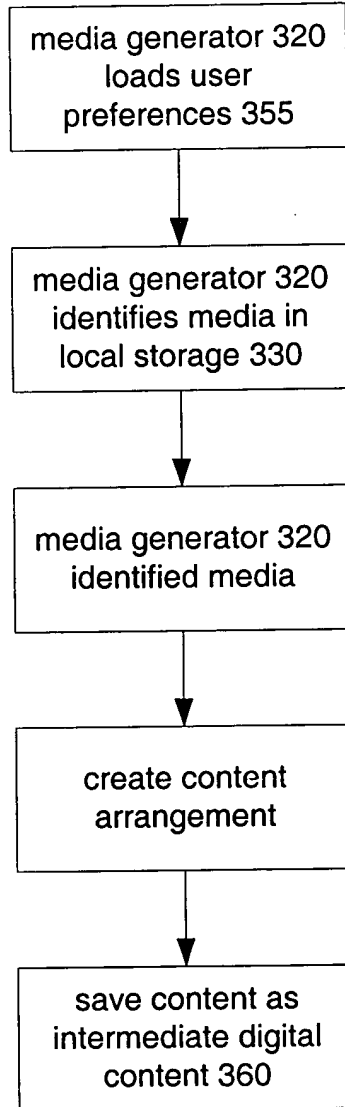 media generator 320
loads user
preferences 355
media generator 320
identifies media in
local storage 330
media generator 320
identified media
create content
arrangement
save content as
intermediate digital
content 360